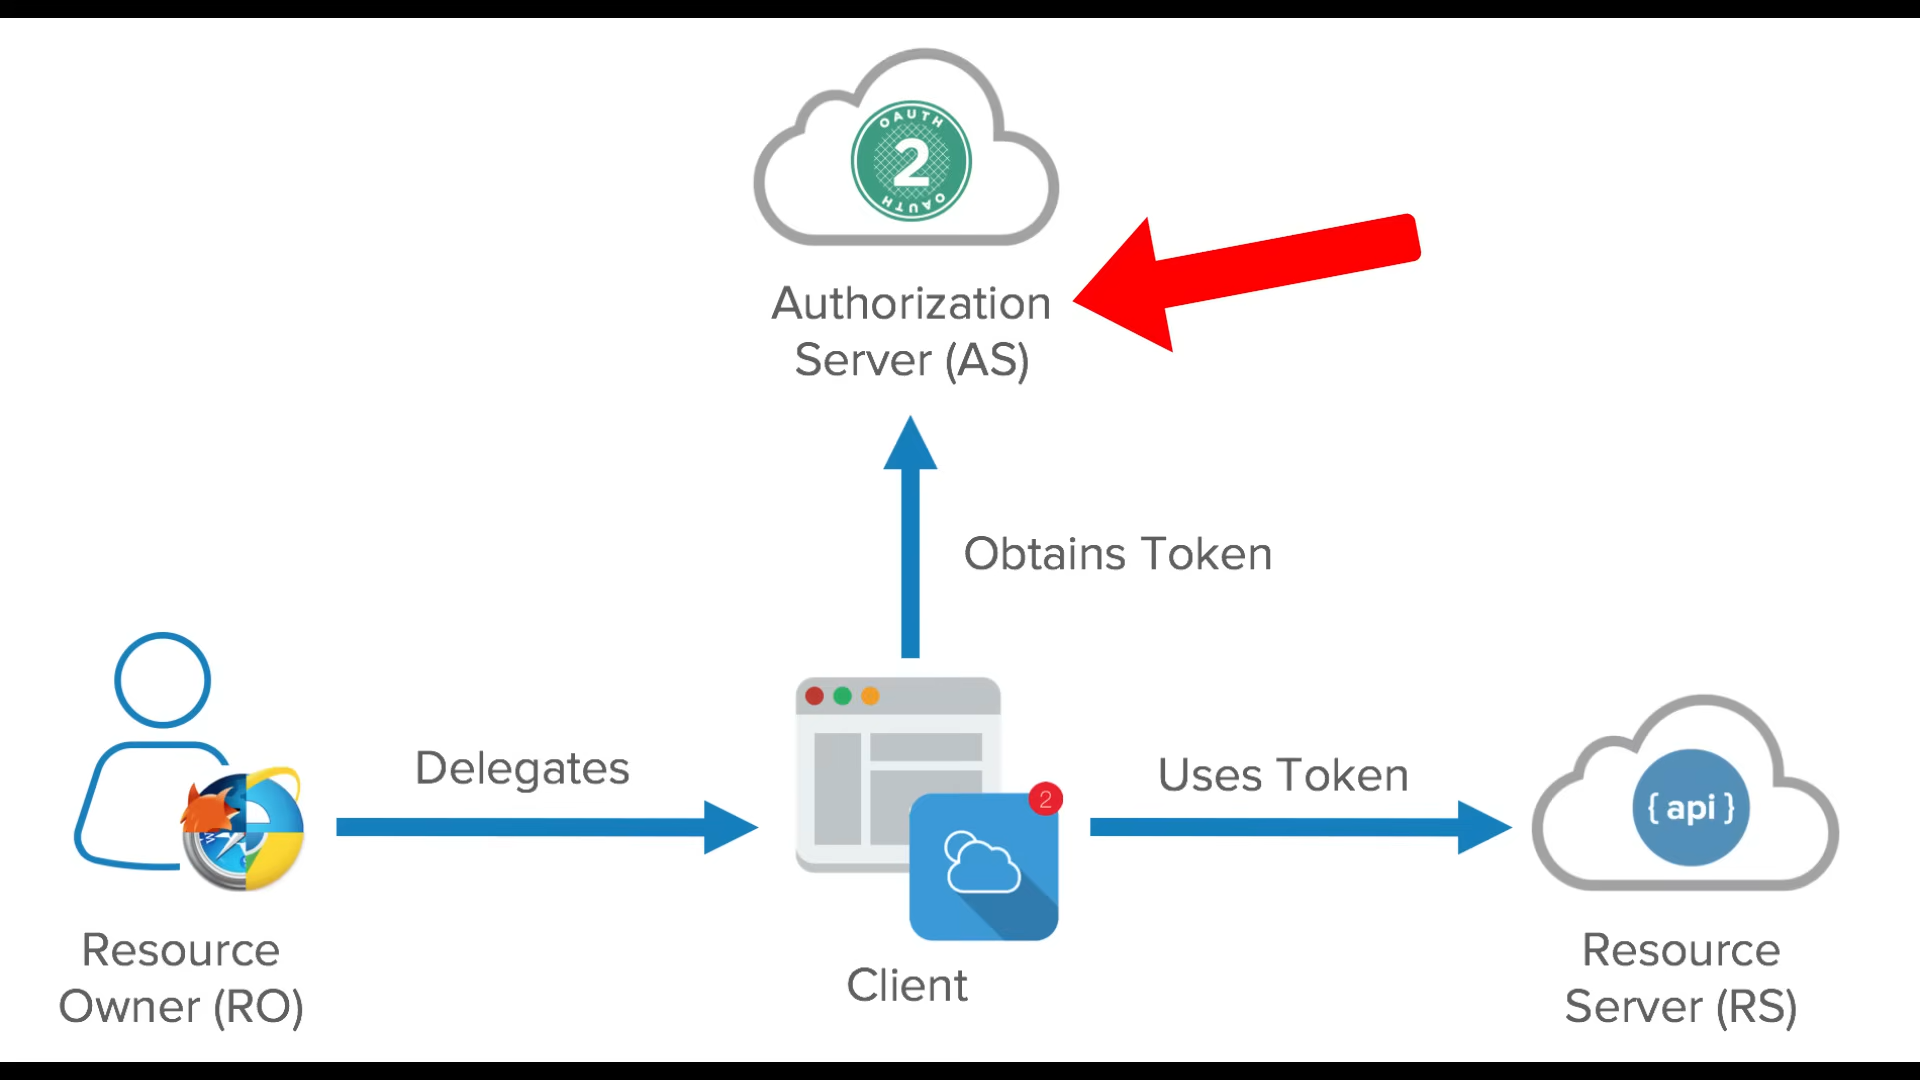 OAUTH
2
OAUTH
Authorization
Server (AS)
Obtains Token
Delegates
Uses Token
2
{ api }
Resource
Owner (RO)
Client
Resource
Server (RS)